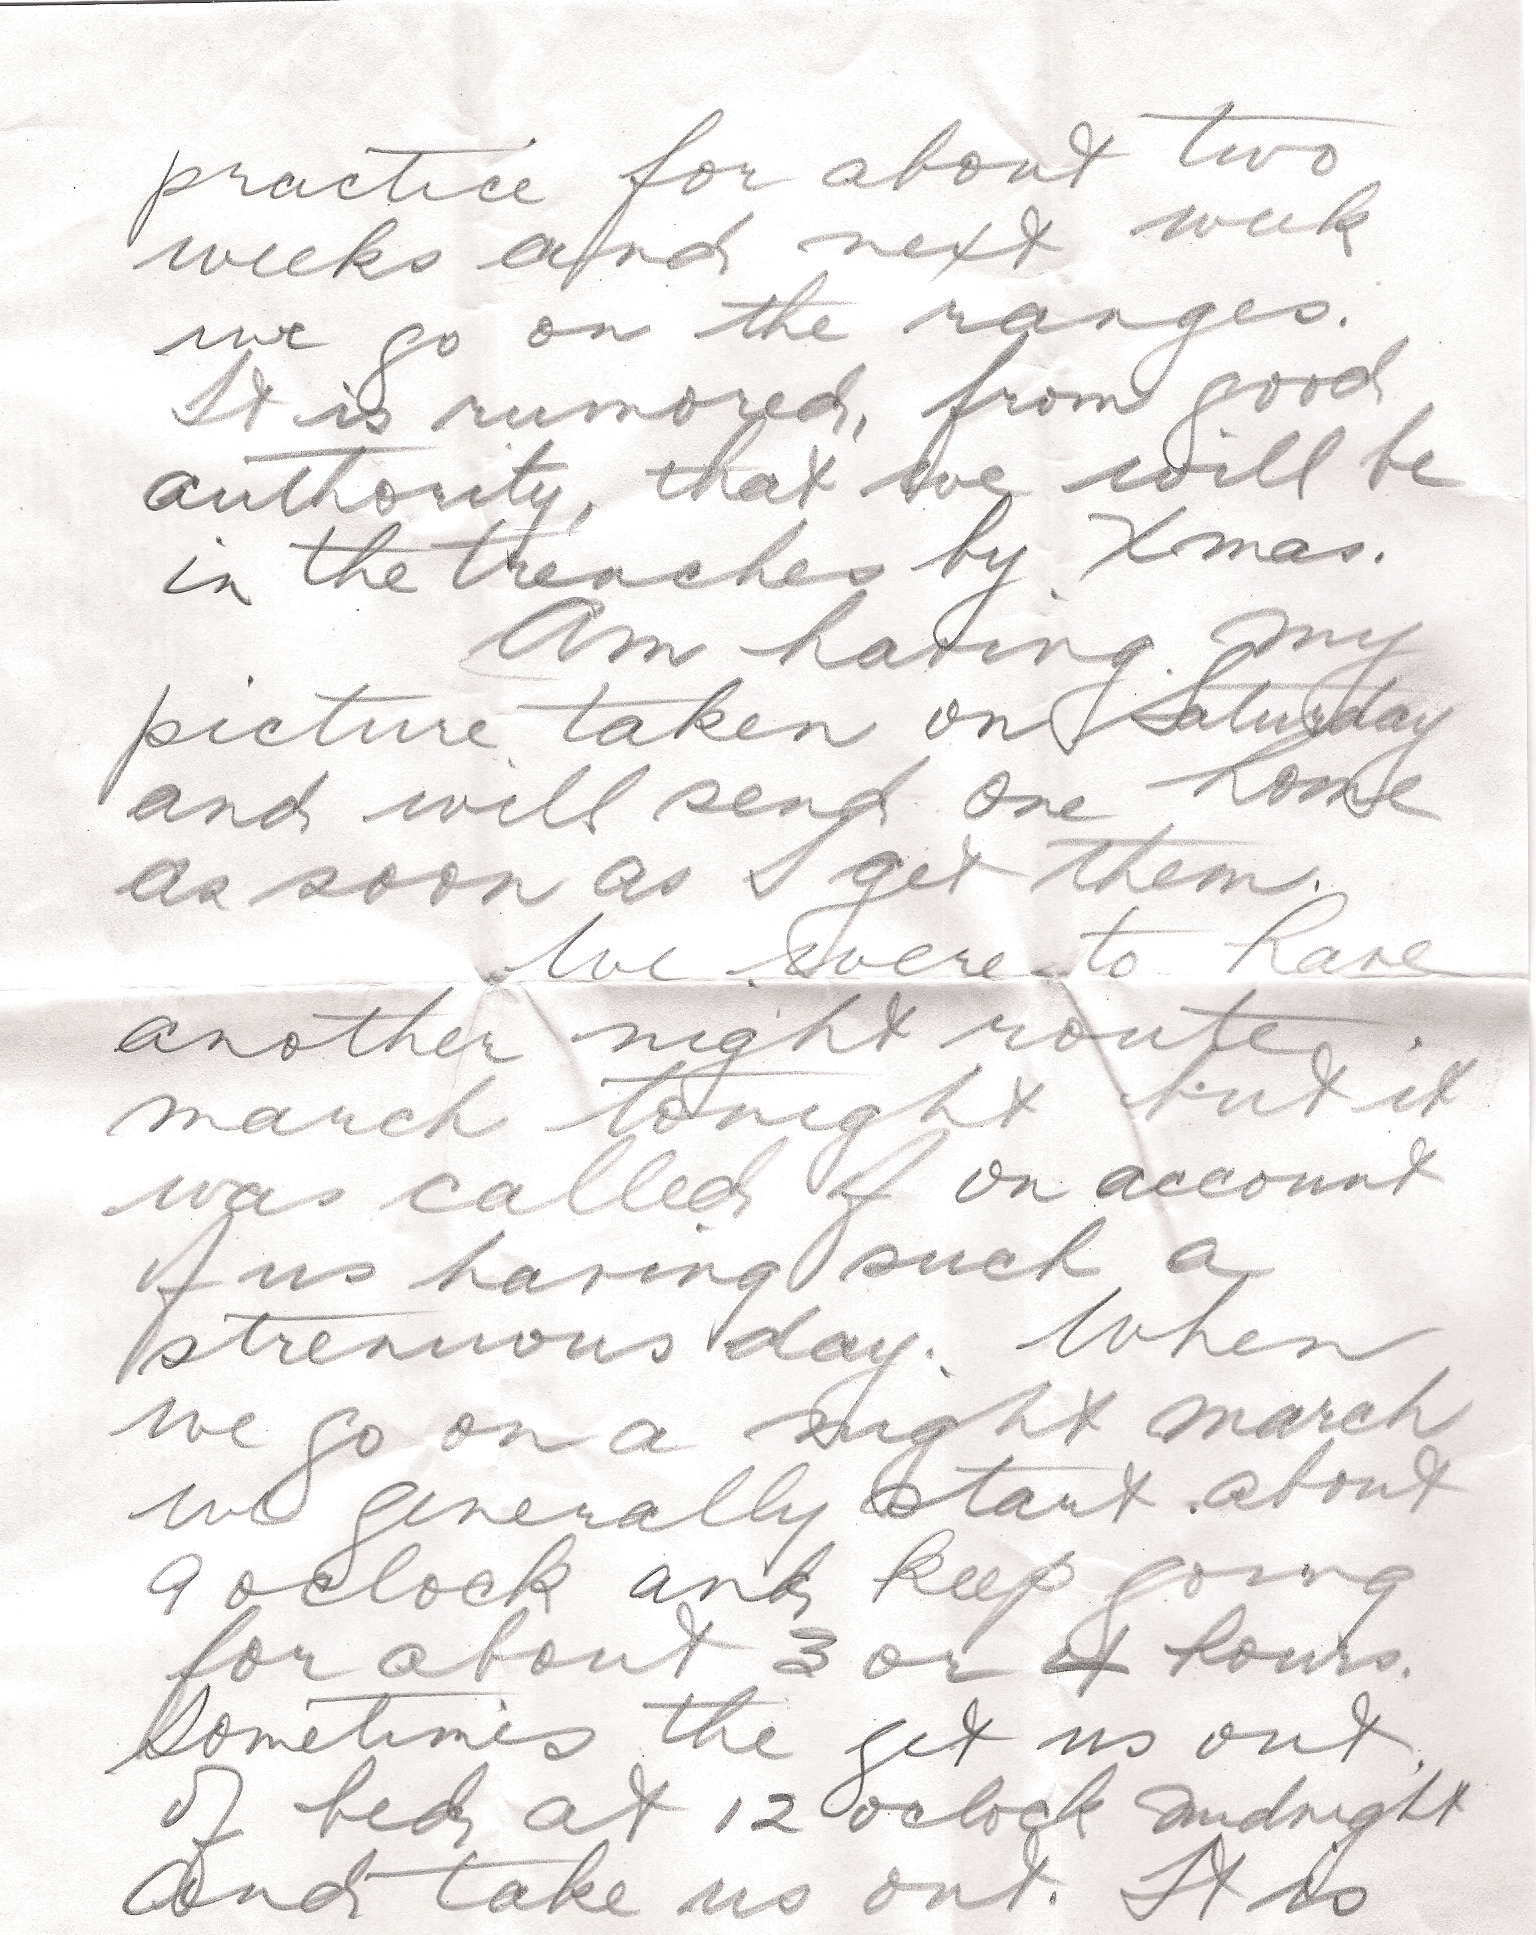 practice for about two
weeks and next week
we go on the ranges.
It is rumored, from good
authority, that we will be
in the trenches by Xmas.
Am having my
picture taken on Saturday
and will send one home
as soon as I get them.
We were to have
another night route
march tonight but it
was called of on account
of us having such a
strenuous day. When
we go on a night march
we generally start about
9 oclock and keep going
for about 3 or 4 hours.
Sometimes the get us out
of bed at 12 oclock midnight
and take us out. It is